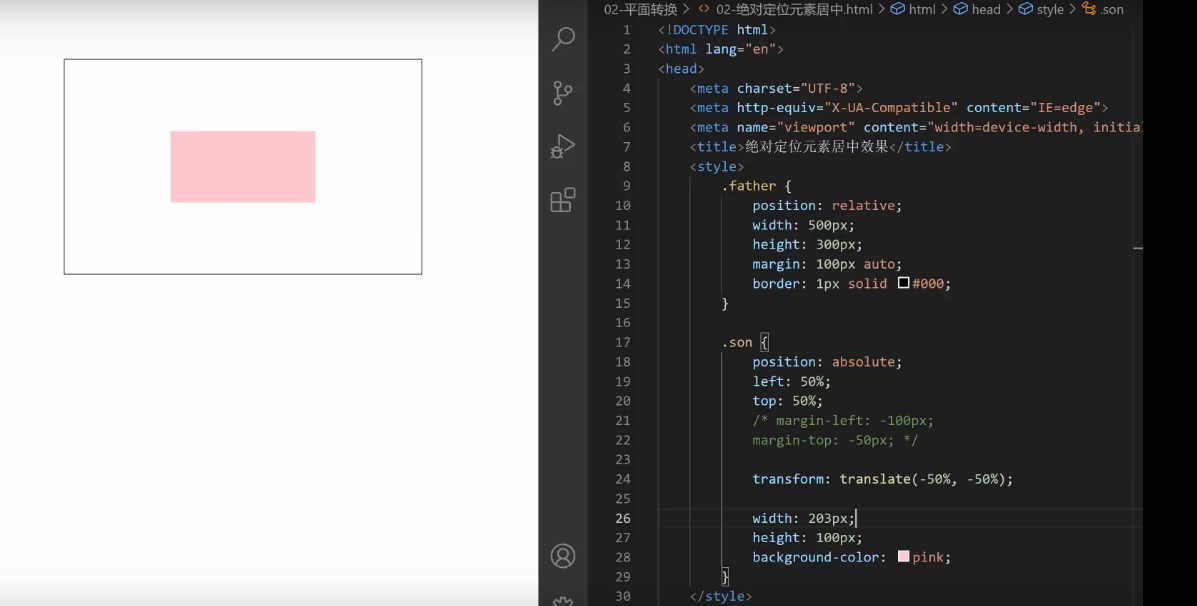 02-平面转换 > 02-绝对定位元素居中.html > html > head > style > .son
1 <!DOCTYPE html>
2 <html lang="en">
3 <head>
4 <meta charset="UTF-8">
5 <meta http-equiv="X-UA-Compatible" content="IE=edge">
6 <meta name="viewport" content="width=device-width, initia
7 <title>绝对定位元素居中效果</title>
8 <style>
9 .father {
10 position: relative;
11 width: 500px;
12 height: 300px;
13 margin: 100px auto;
14 border: 1px solid #000;
15 }
16
17 .son {
18 position: absolute;
19 left: 50%;
20 top: 50%;
21 /* margin-left: -100px;
22 margin-top: -50px; */
23
24 transform: translate(-50%, -50%);
25
26 width: 203px;
27 height: 100px;
28 background-color: pink;
29 }
30 </style>